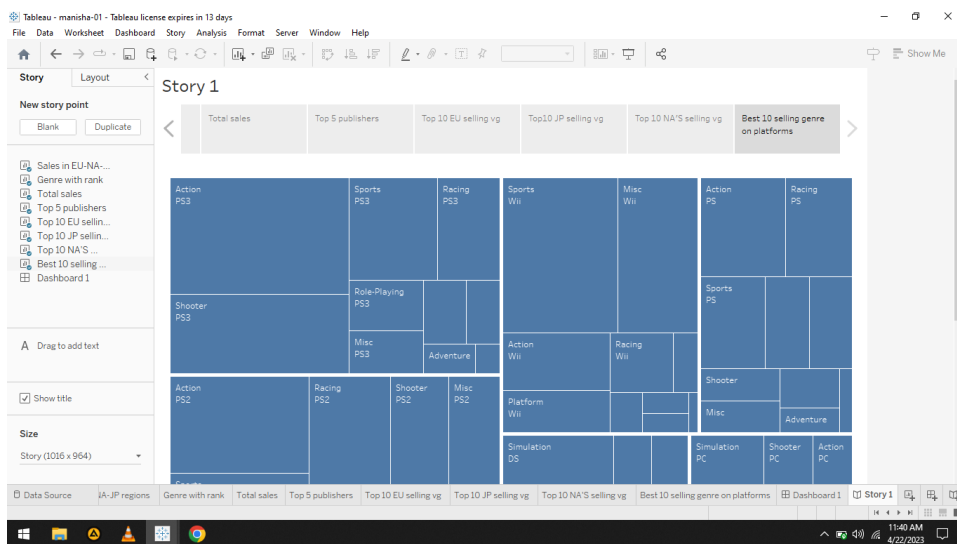 Tableau - manisha-01 - Tableau license expires in 13 days
File Data Worksheet Dashboard Story Analysis Format Server Window Help
Show Me
Story Layout
New story point
Blank Duplicate
Sales in EU-NA-...
Genre with rank
Total sales
Top 5 publishers
Top 10 EU sellin...
Top 10 JP sellin...
Top 10 NA'S ...
Best 10 selling ...
Dashboard 1
A Drag to add text
Show title
Size
Story (1016 x 964)
Story 1
Total sales
Top 5 publishers
Top 10 EU selling vg
Top10 JP selling vg
Top 10 NA'S selling vg
Best 10 selling genre
on platforms
Action
PS3
Sports
PS3
Racing
PS3
Shooter
PS3
Role-Playing
PS3
Misc
PS3
Adventure
Action
PS2
Racing
PS2
Shooter
PS2
Misc
PS2
Sports
Sports
Wii
Misc
Wii
Action
Wii
Racing
Wii
Platform
Wii
Simulation
DS
Action
PS
Racing
PS
Sports
PS
Shooter
Misc
Adventure
Simulation
PC
Shooter
PC
Action
PC
Data Source IA-JP regions Genre with rank Total sales Top 5 publishers Top 10 EU selling vg Top10 JP selling vg Top 10 NA'S selling vg Best 10 selling genre on platforms Dashboard 1 Story 1
11:40 AM
4/22/2023